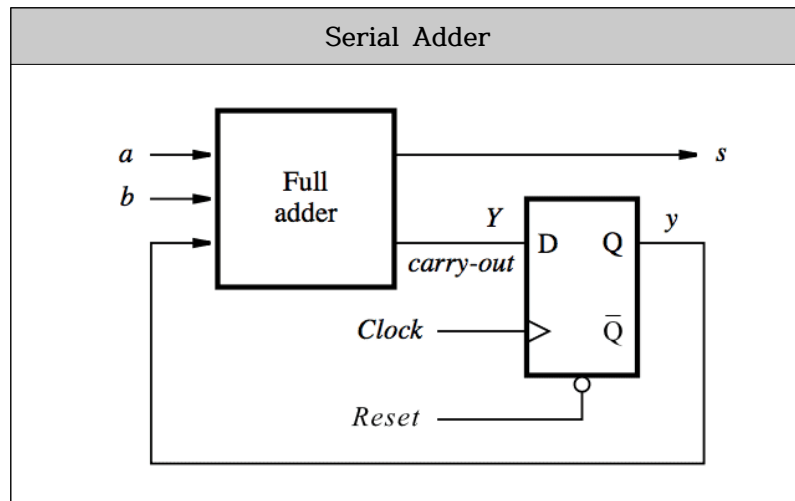 Serial Adder
a
s
b
Full
adder
Y
y
D
Q
carry-out
Clock
Q̅
Reset